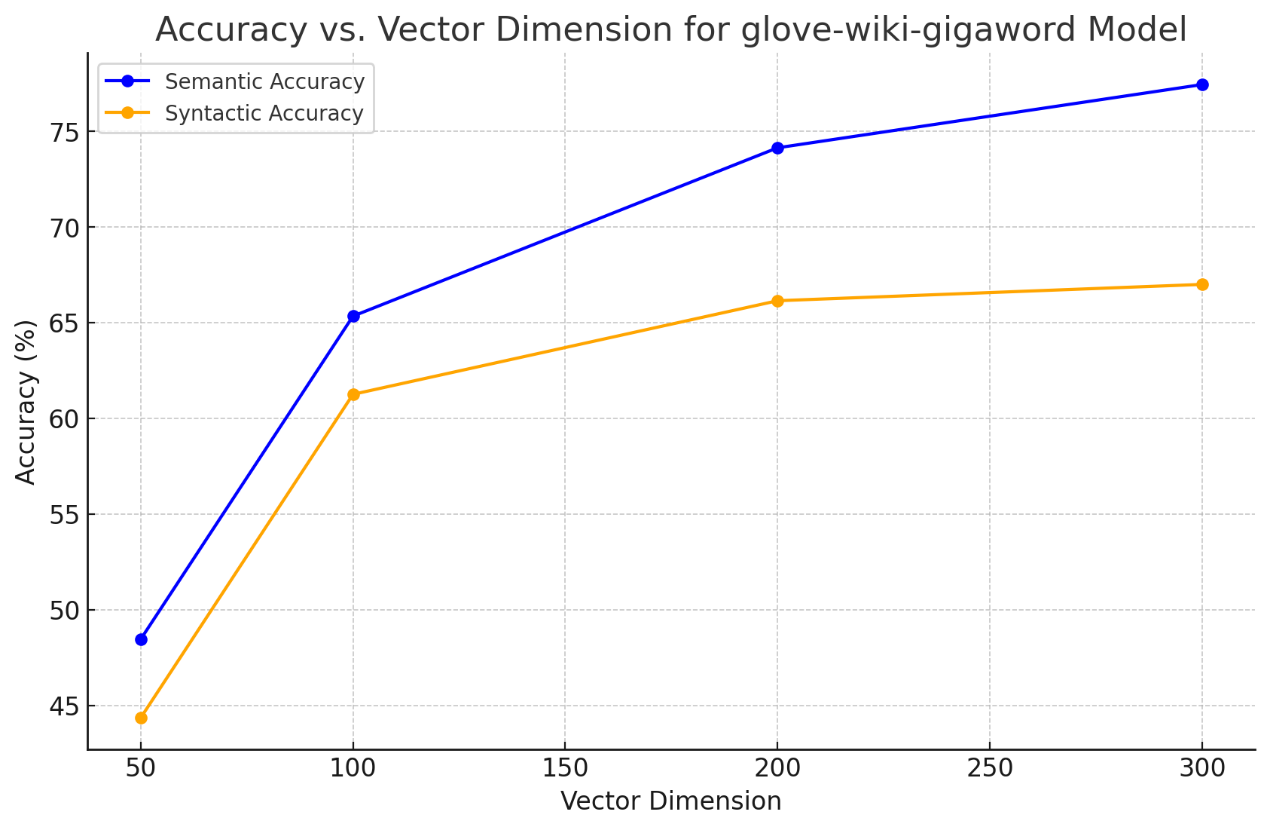 Accuracy vs. Vector Dimension for glove-wiki-gigaword Model
Semantic Accuracy
Syntactic Accuracy
Accuracy (%)
75
70
65
60
55
50
45
50 100 150 200 250 300
Vector Dimension